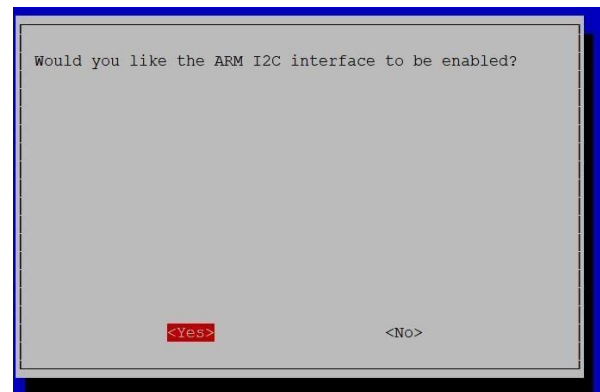 Would you like the ARM I2C interface to be enabled?
<Yes> <No>